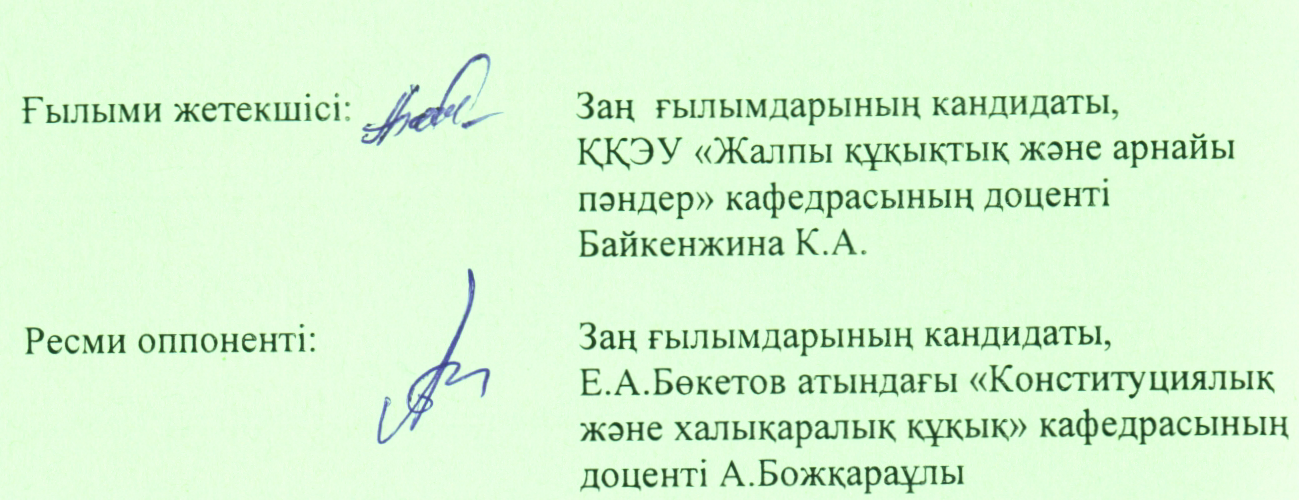 Ғылыми жетекшісі: Заң ғылымдарының кандидаты,
ҚҚЭУ «Жалпы құқықтық және арнайы
пәндер» кафедрасының доценті
Байкенжина К.А.
Ресми оппоненті: Заң ғылымдарының кандидаты,
Е.А.Бөкетов атындағы «Конституциялық
және халықаралық құқық» кафедрасының
доценті А.Божқараұлы